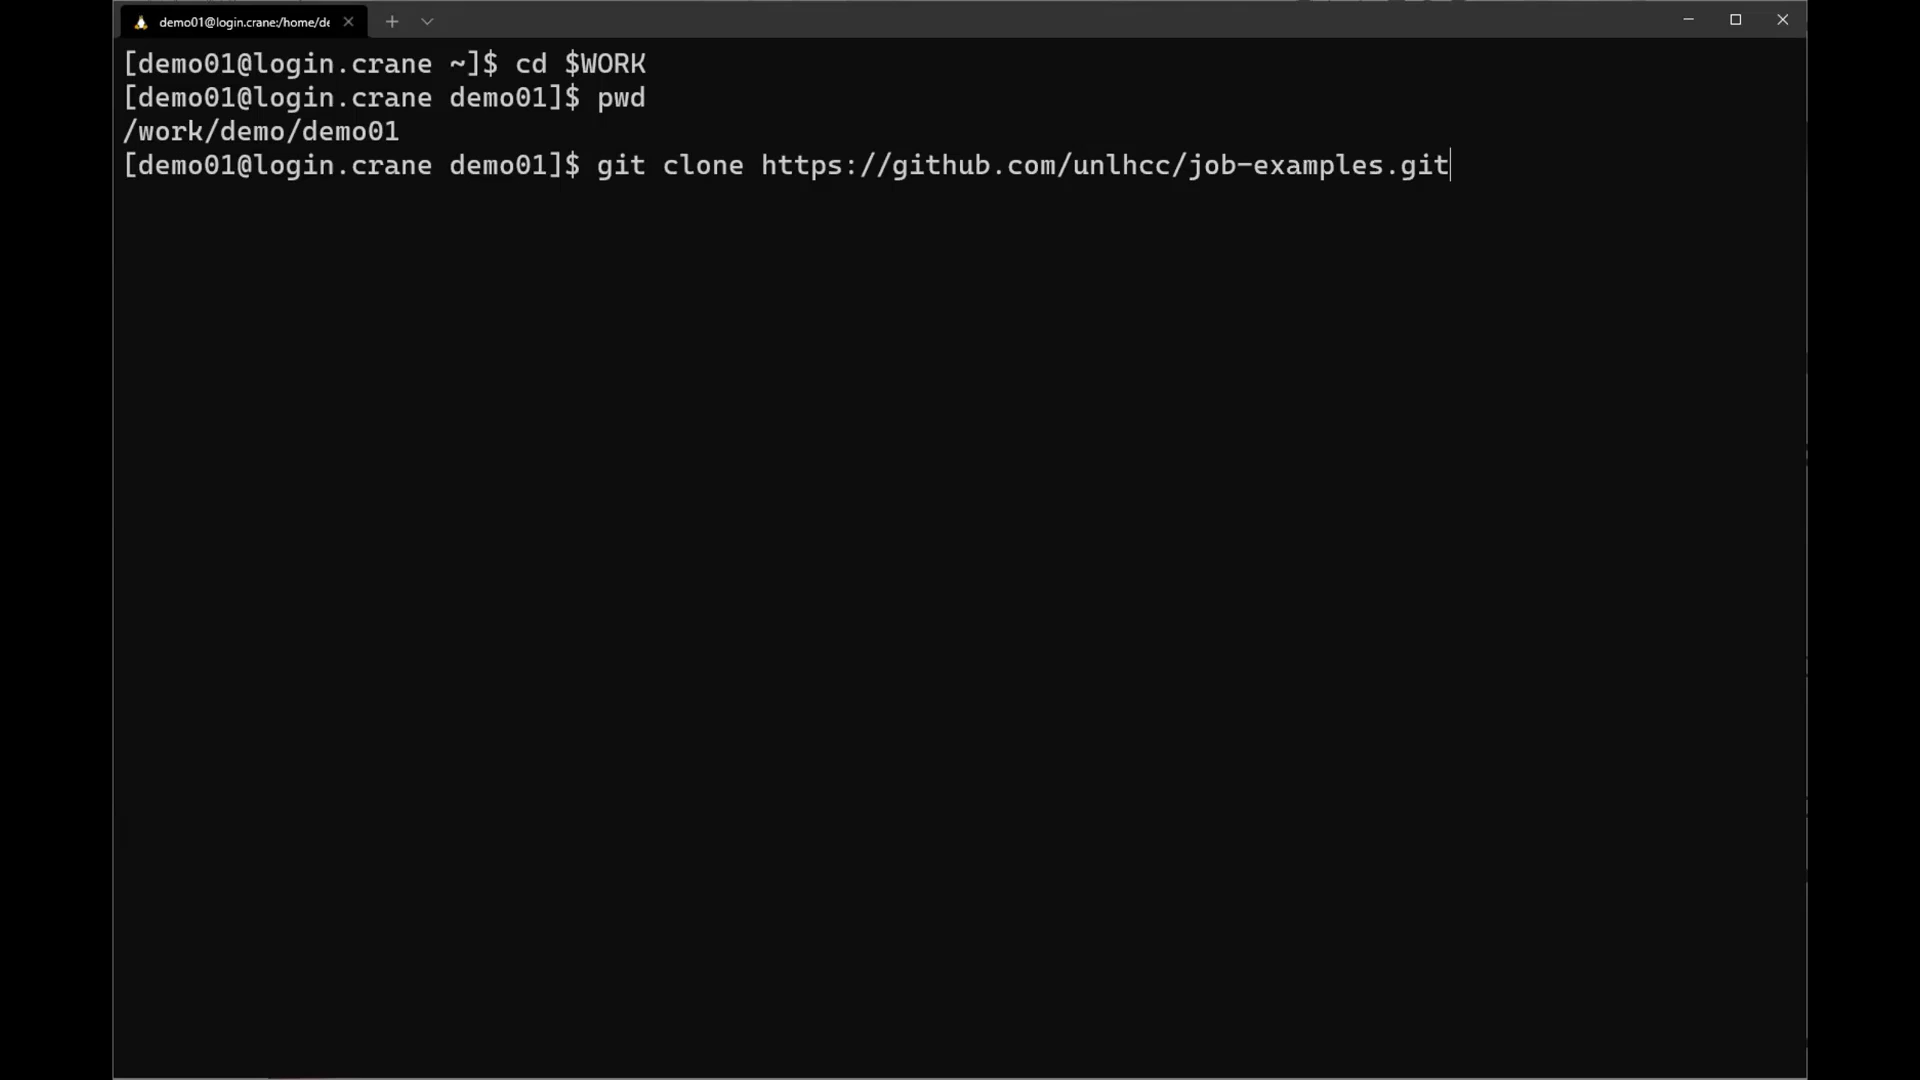 demo01@login.crane:/home/de
[demo01@login.crane ~]$ cd $WORK
[demo01@login.crane demo01]$ pwd
/work/demo/demo01
[demo01@login.crane demo01]$ git clone https://github.com/unlhcc/job-examples.git